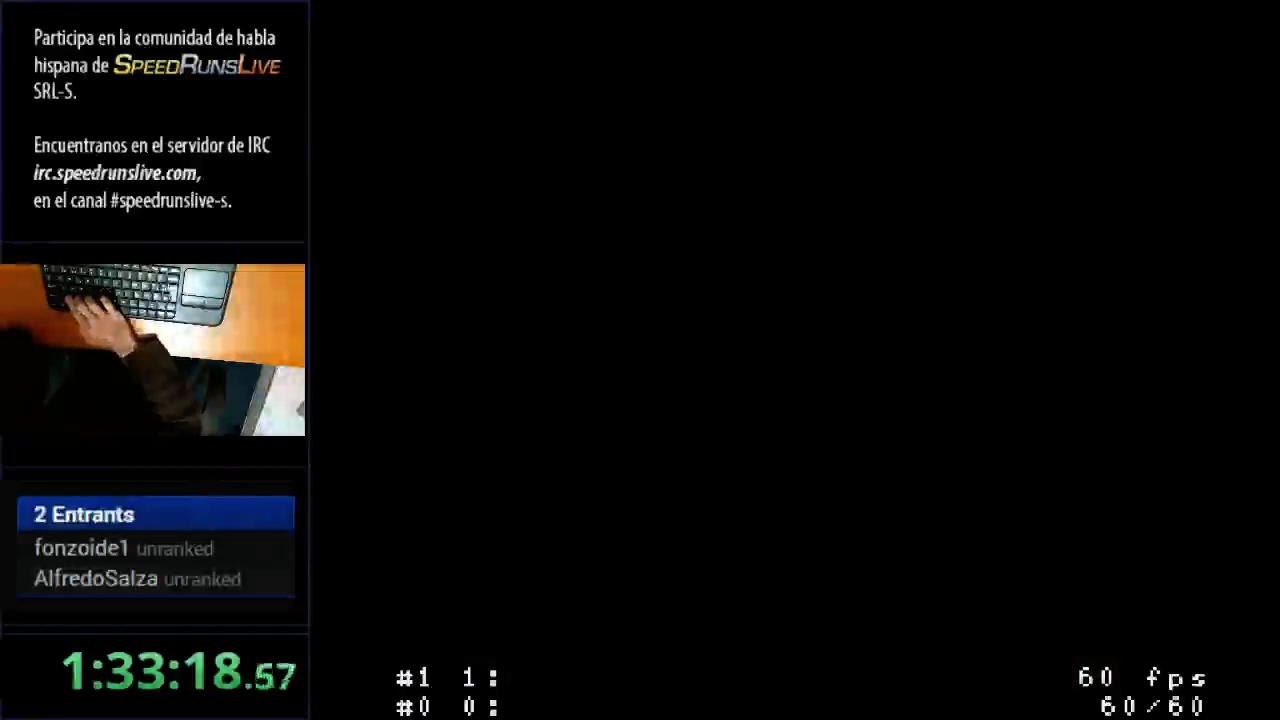 Participa en la comunidad de habla
hispana de SPEEDRUNSLIVE
SRL-S.
Encuentranos en el servidor de IRC
irc.speedrunslive.com,
en el canal #speedrunslive-s.
2 Entrants
fonzoide1 unranked
AlfredoSalza unranked
1:33:18.57
#1 1:
#0 0:
60 fps
60/60